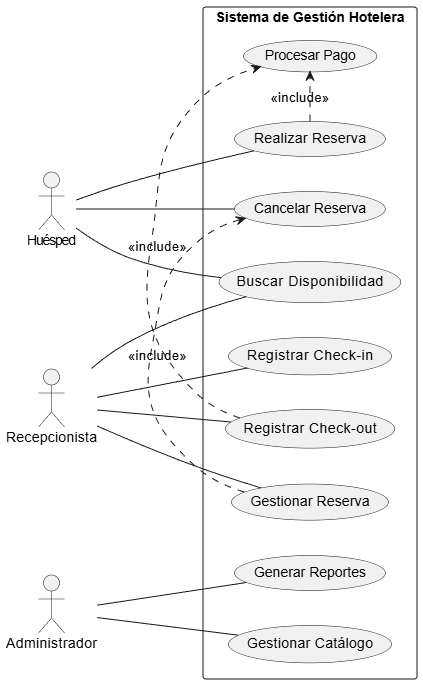 Sistema de Gestión Hotelera
Procesar Pago
«include»
Realizar Reserva
Cancelar Reserva
Huésped
«include»
Buscar Disponibilidad
«include»
Registrar Check-in
Recepcionista
Registrar Check-out
Gestionar Reserva
Generar Reportes
Administrador
Gestionar Catálogo